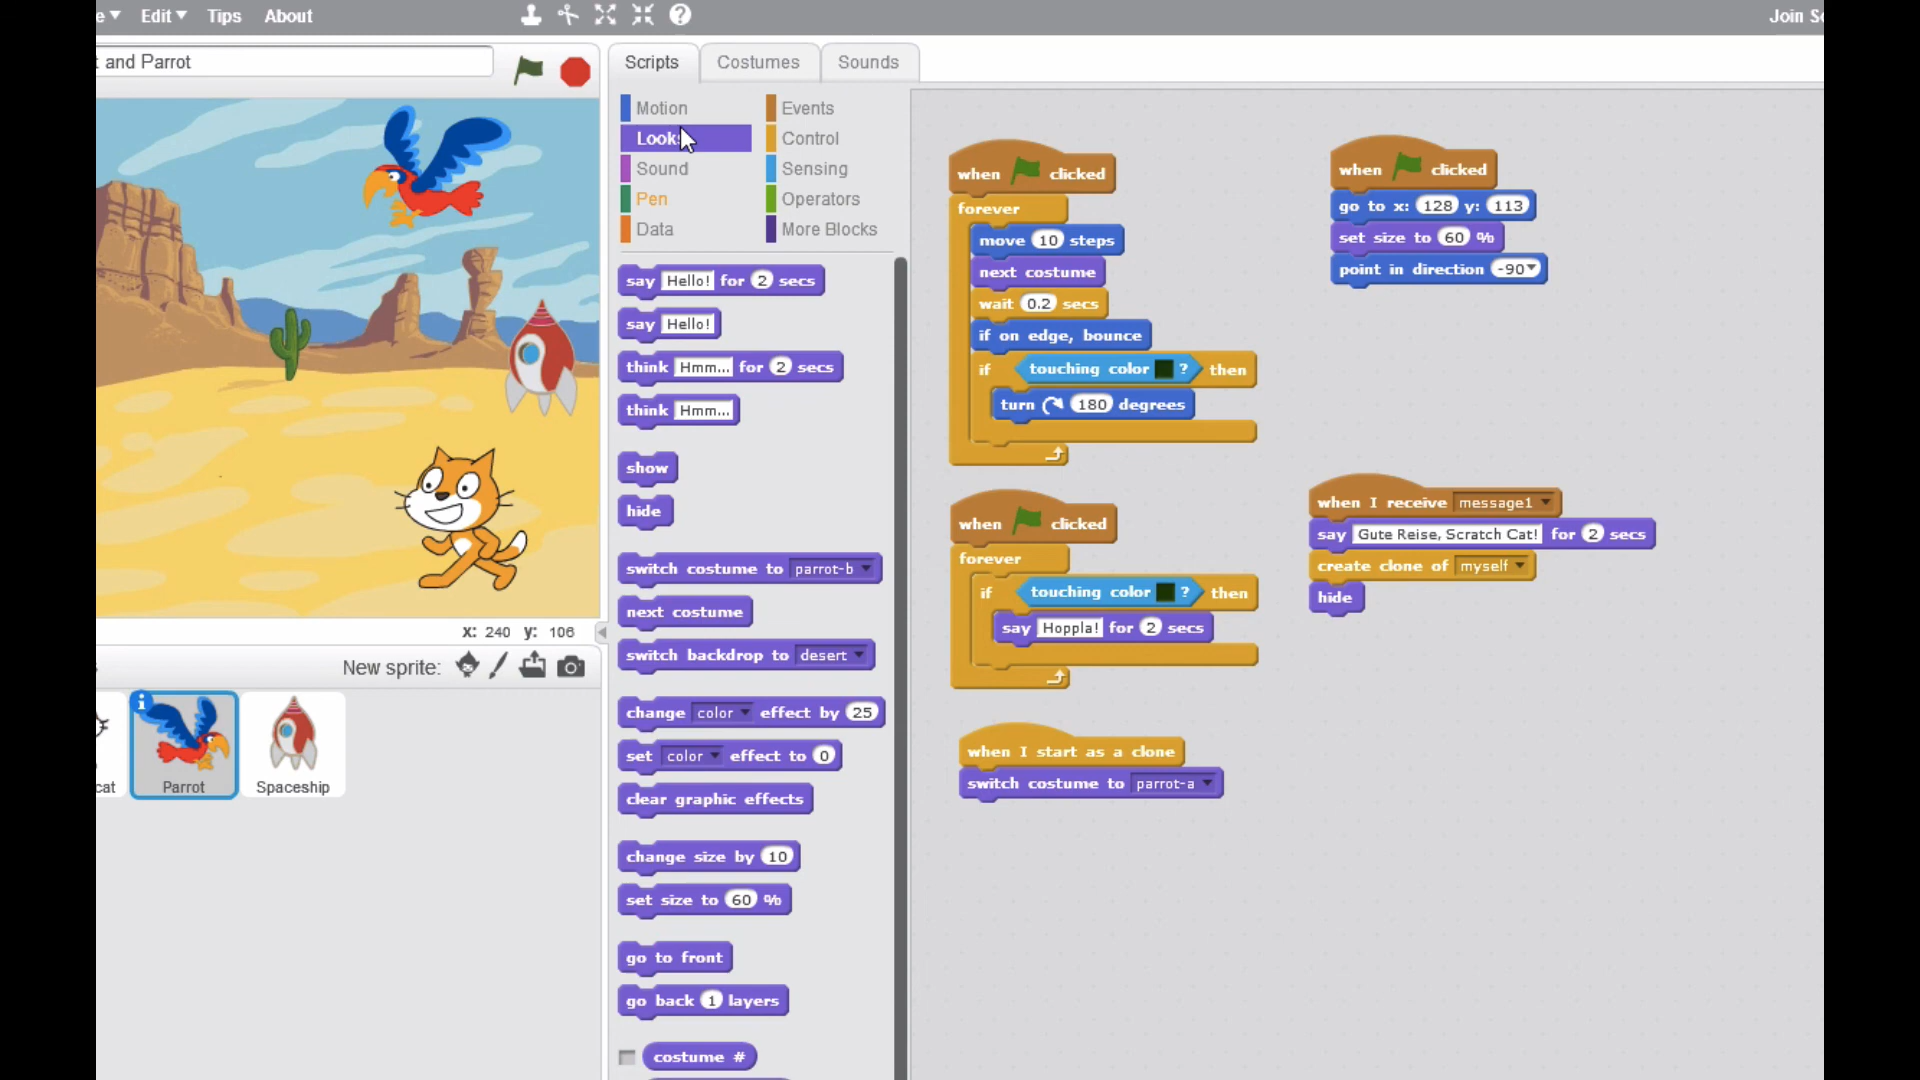 e Edit Tips About
Join Sc
and Parrot
x: 240 y: 106
New sprite:
cat
Parrot
Spaceship
Scripts Costumes Sounds
Motion
Looks
Sound
Pen
Data
Events
Control
Sensing
Operators
More Blocks
say Hello! for 2 secs
say Hello!
think Hmm... for 2 secs
think Hmm...
show
hide
switch costume to parrot-b
next costume
switch backdrop to desert
change color effect by 25
set color effect to 0
clear graphic effects
change size by 10
set size to 60 %
go to front
go back 1 layers
costume #
when clicked
forever
move 10 steps
next costume
wait 0.2 secs
if on edge, bounce
if touching color ? then
turn 180 degrees
when clicked
forever
if touching color ? then
say Hoppla! for 2 secs
when I start as a clone
switch costume to parrot-a
when clicked
go to x: 128 y: 113
set size to 60 %
point in direction -90
when I receive message1
say Gute Reise, Scratch Cat! for 2 secs
create clone of myself
hide